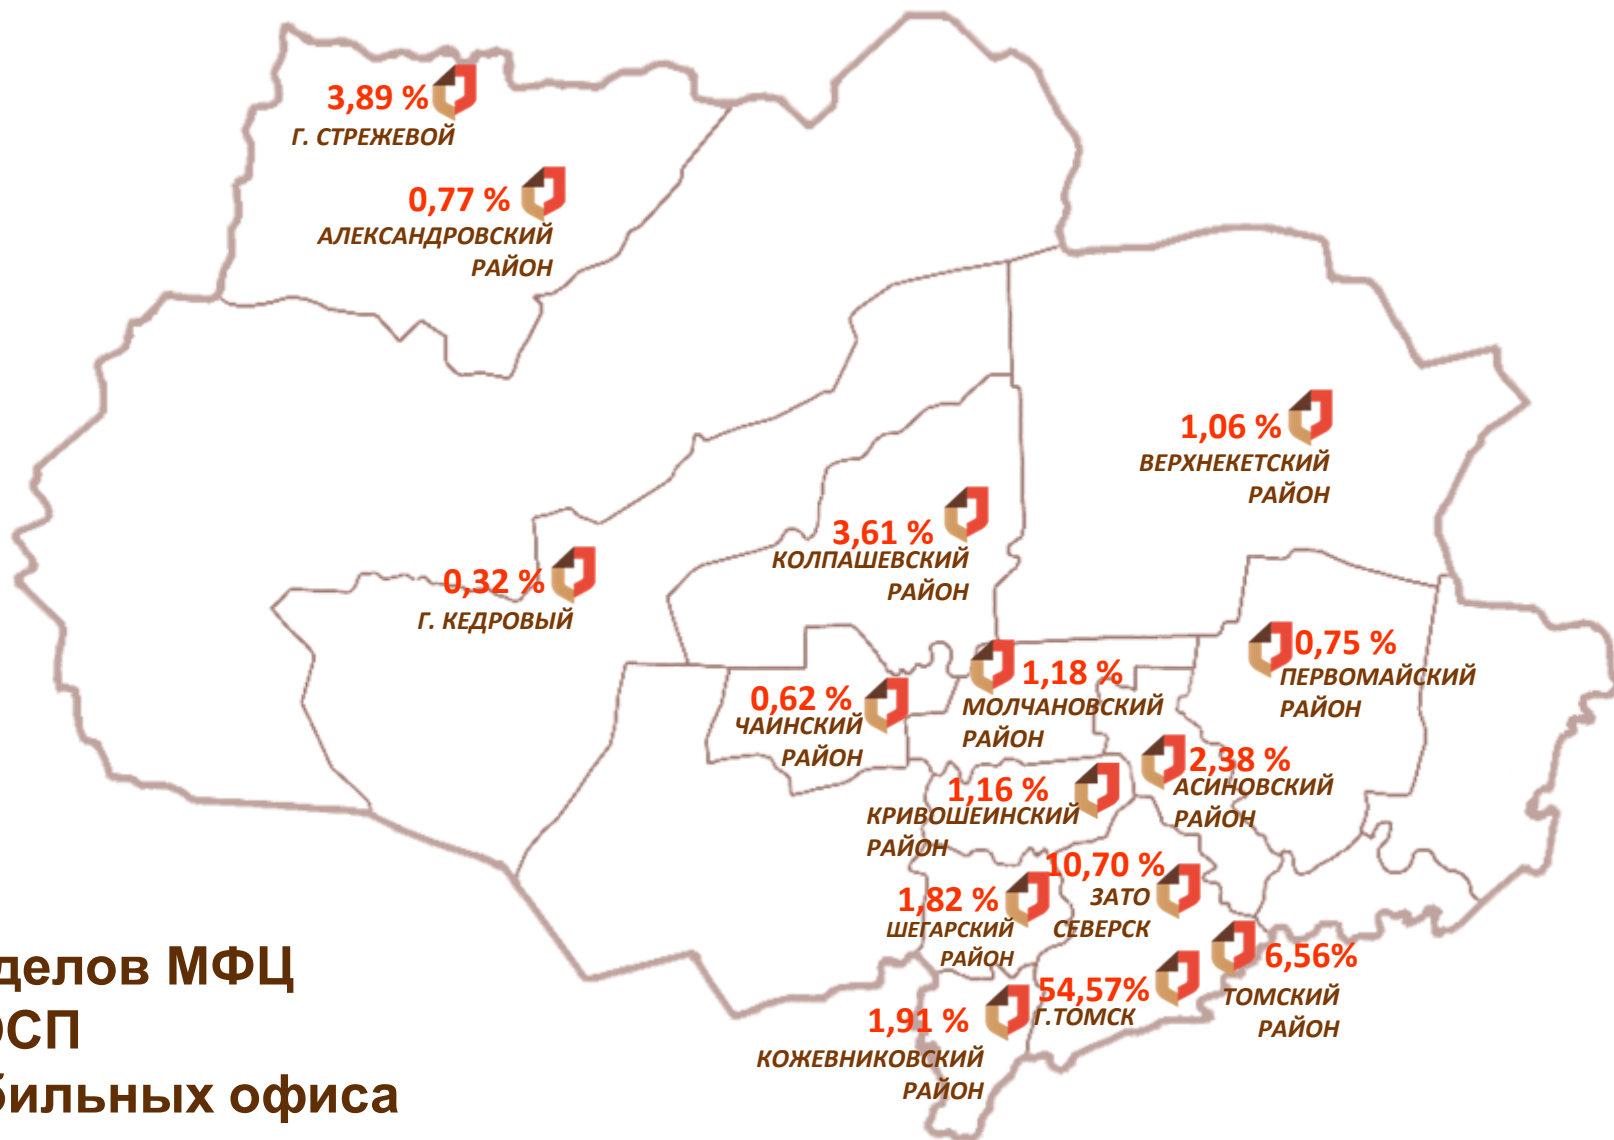 3,89 %
Г. СТРЕЖЕВОЙ
0,77 %
АЛЕКСАНДРОВСКИЙ
РАЙОН
1,06 %
ВЕРХНЕКЕТСКИЙ
РАЙОН
3,61 %
КОЛПАШЕВСКИЙ
РАЙОН
0,32 %
Г. КЕДРОВЫЙ
0,75 %
ПЕРВОМАЙСКИЙ
РАЙОН
1,18 %
МОЛЧАНОВСКИЙ
РАЙОН
0,62 %
ЧАИНСКИЙ
РАЙОН
2,38 %
АСИНОВСКИЙ
РАЙОН
1,16 %
КРИВОШЕИНСКИЙ
РАЙОН
10,70 %
ЗАТО
СЕВЕРСК
1,82 %
ШЕГАРСКИЙ
РАЙОН
6,56%
ТОМСКИЙ
РАЙОН
54,57%
Г.ТОМСК
1,91 %
КОЖЕВНИКОВСКИЙ
РАЙОН
делов МФЦ
ОСП
бильных офиса